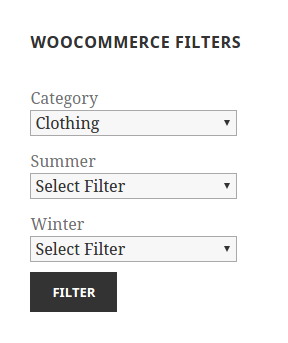 WOOCOMMERCE FILTERS
Category
Clothing
Summer
Select Filter
Winter
Select Filter
FILTER